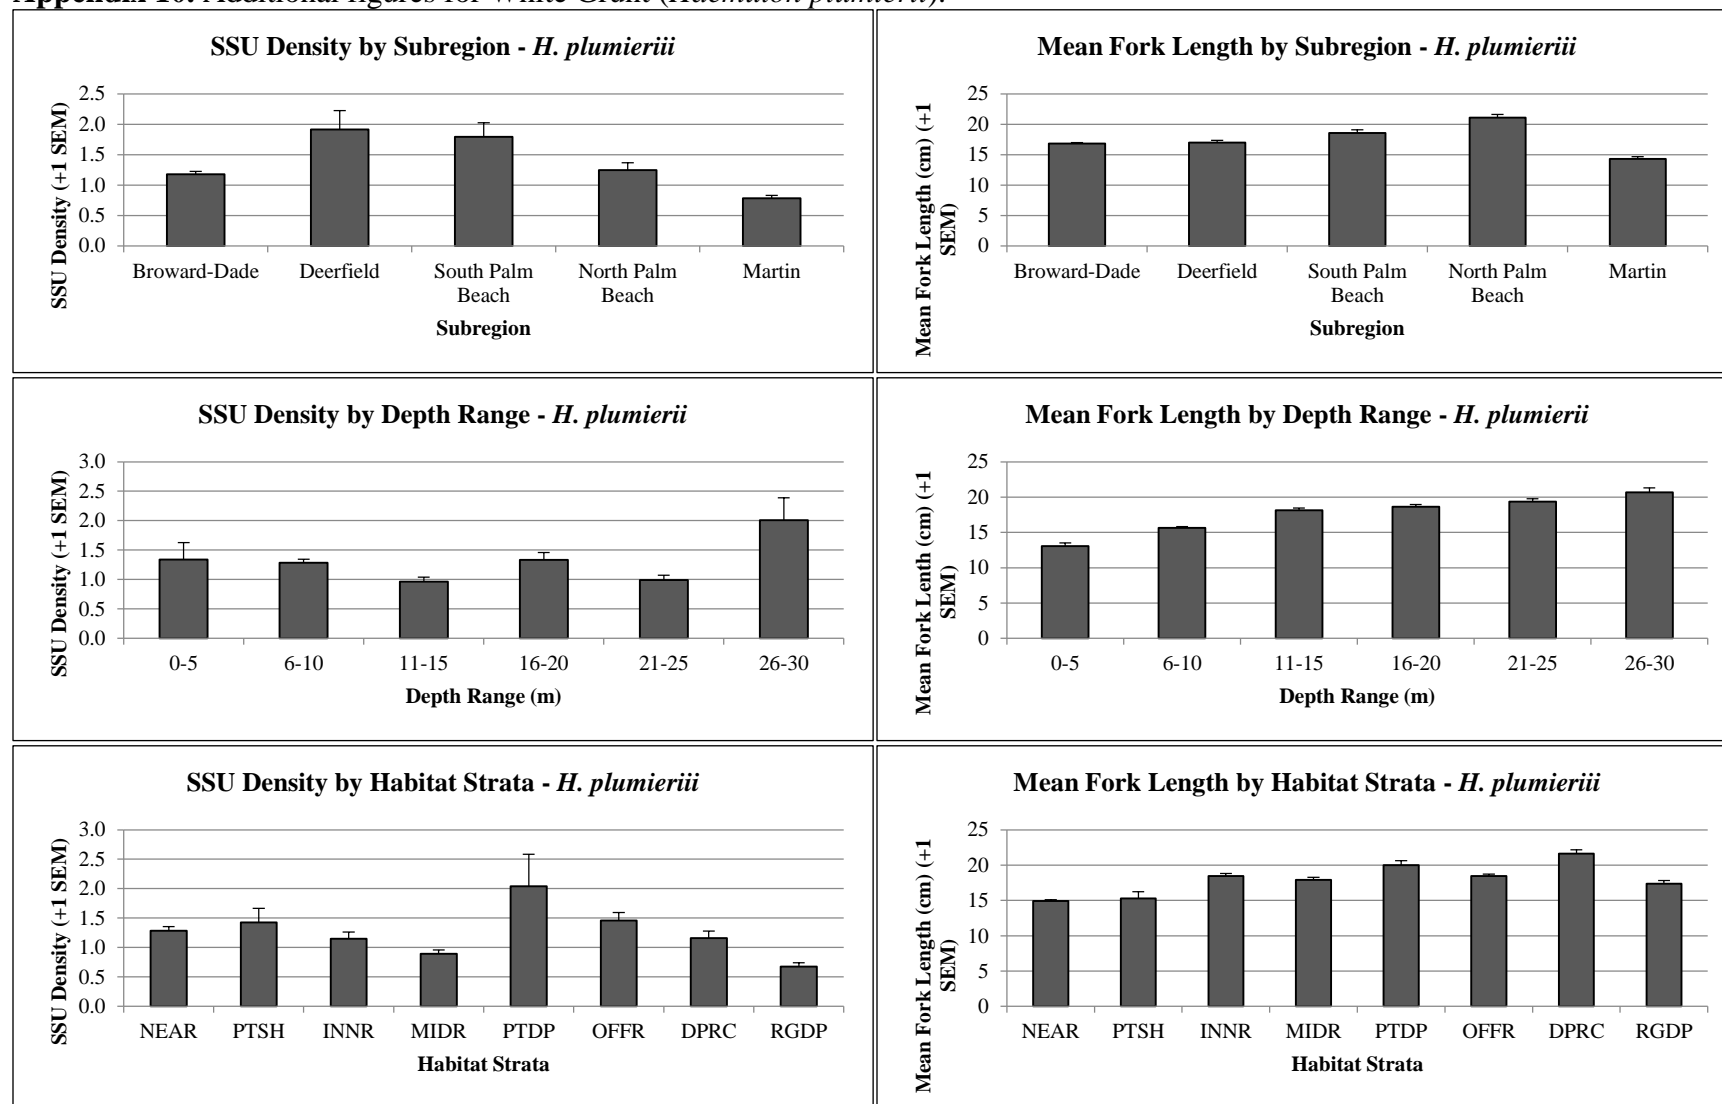 Appendix 10. Additional figures for White Grunt (Haemulon plumierii).
SSU Density by Subregion - H. plumieriii
SSU Density (+1 SEM)
2.5
2.0
1.5
1.0
0.5
0.0
Broward-Dade
Deerfield
South Palm
Beach
North Palm
Beach
Martin
Subregion
Mean Fork Length by Subregion - H. plumieriii
Mean Fork Length (cm) (+1
SEM)
25
20
15
10
5
0
Broward-Dade
Deerfield
South Palm
Beach
North Palm
Beach
Martin
Subregion
SSU Density by Depth Range - H. plumierii
SSU Density (+1 SEM)
3.0
2.5
2.0
1.5
1.0
0.5
0.0
0-5
6-10
11-15
16-20
21-25
26-30
Depth Range (m)
Mean Fork Length by Depth Range - H. plumierii
Mean Fork Lenth (cm) (+1
SEM)
25
20
15
10
5
0
0-5
6-10
11-15
16-20
21-25
26-30
Depth Range (m)
SSU Density by Habitat Strata - H. plumieriii
SSU Density (+1 SEM)
3.0
2.5
2.0
1.5
1.0
0.5
0.0
NEAR
PTSH
INNR
MIDR
PTDP
OFFR
DPRC
RGDP
Habitat Strata
Mean Fork Length by Habitat Strata - H. plumieriii
Mean Fork Length (cm) (+1
SEM)
25
20
15
10
5
0
NEAR
PTSH
INNR
MIDR
PTDP
OFFR
DPRC
RGDP
Habitat Strata